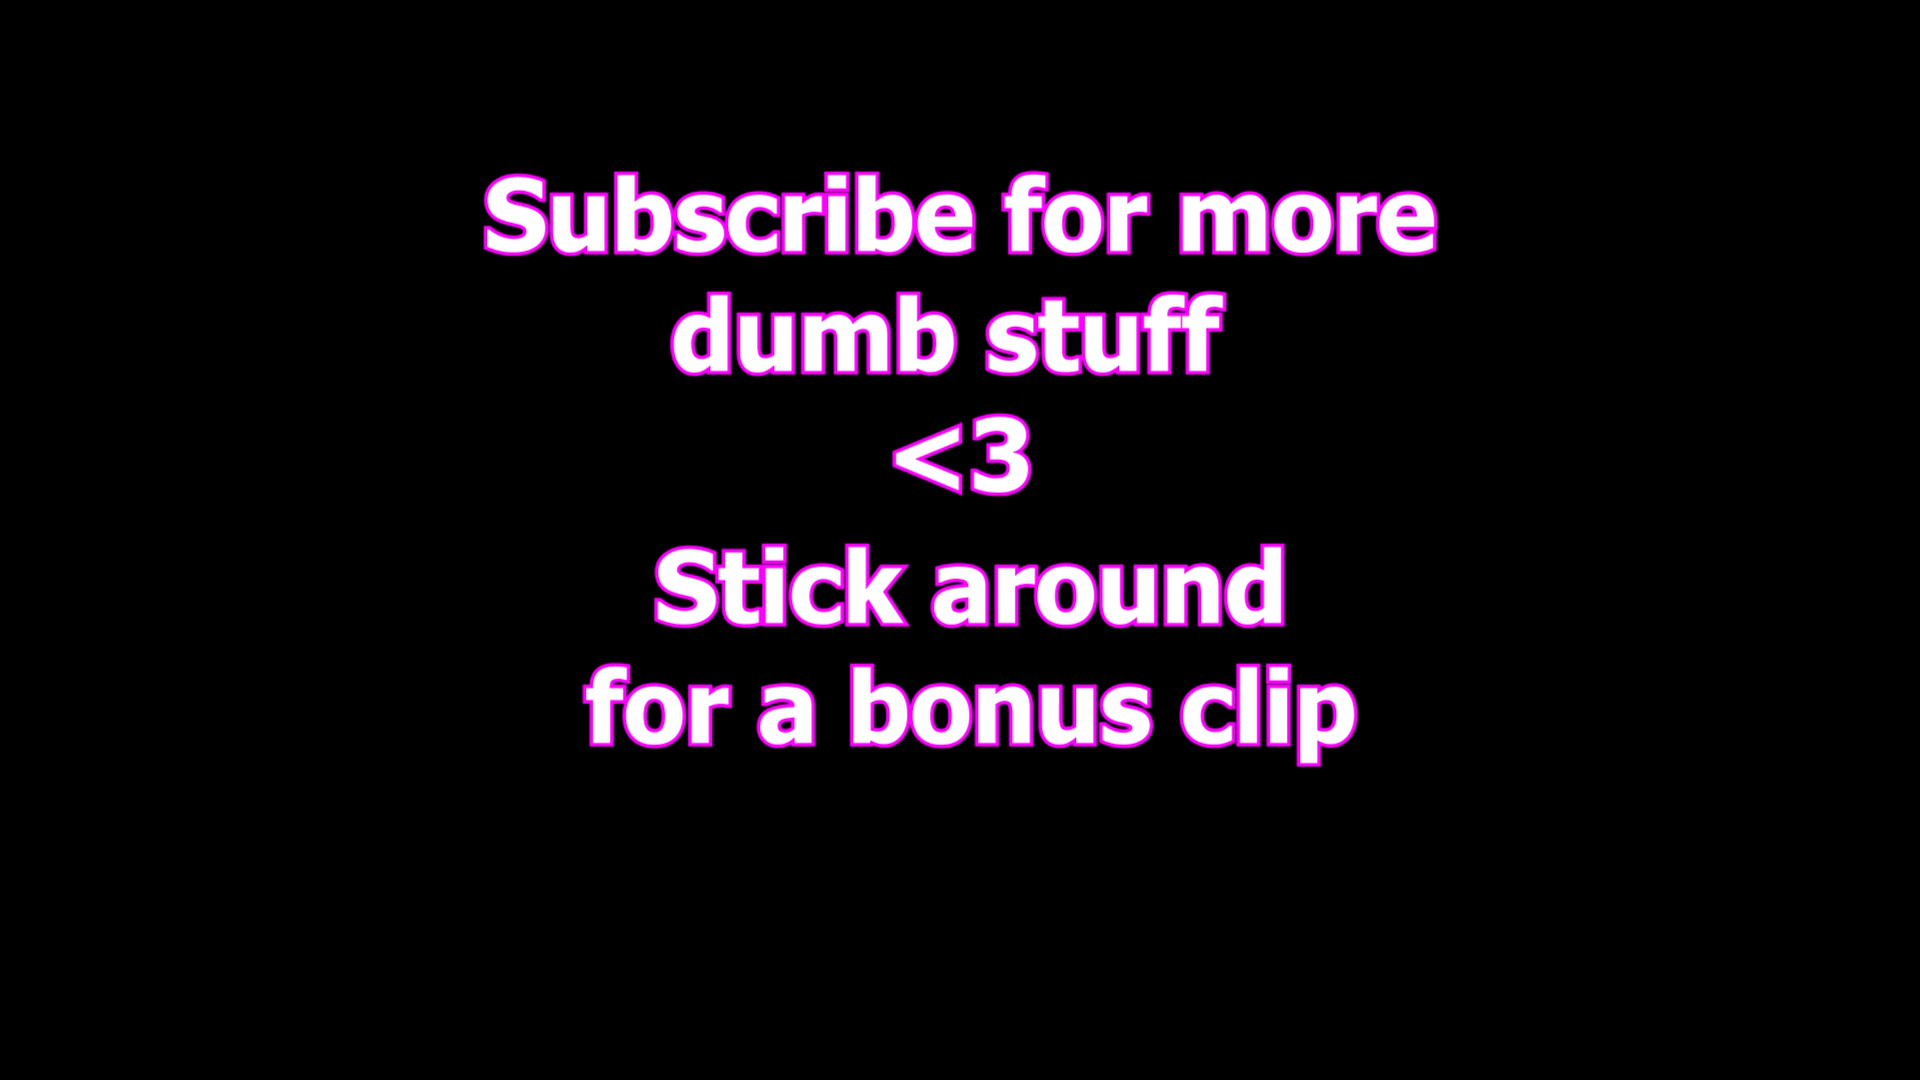 Subscribe for more
dumb stuff
<3
Stick around
for a bonus clip